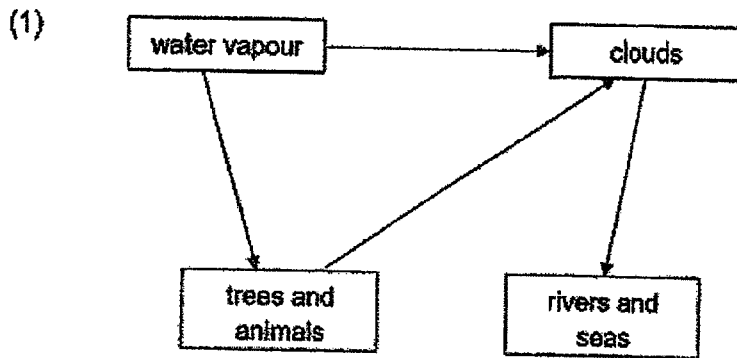 (1)
water vapour
clouds
trees and
animals
rivers and
seas